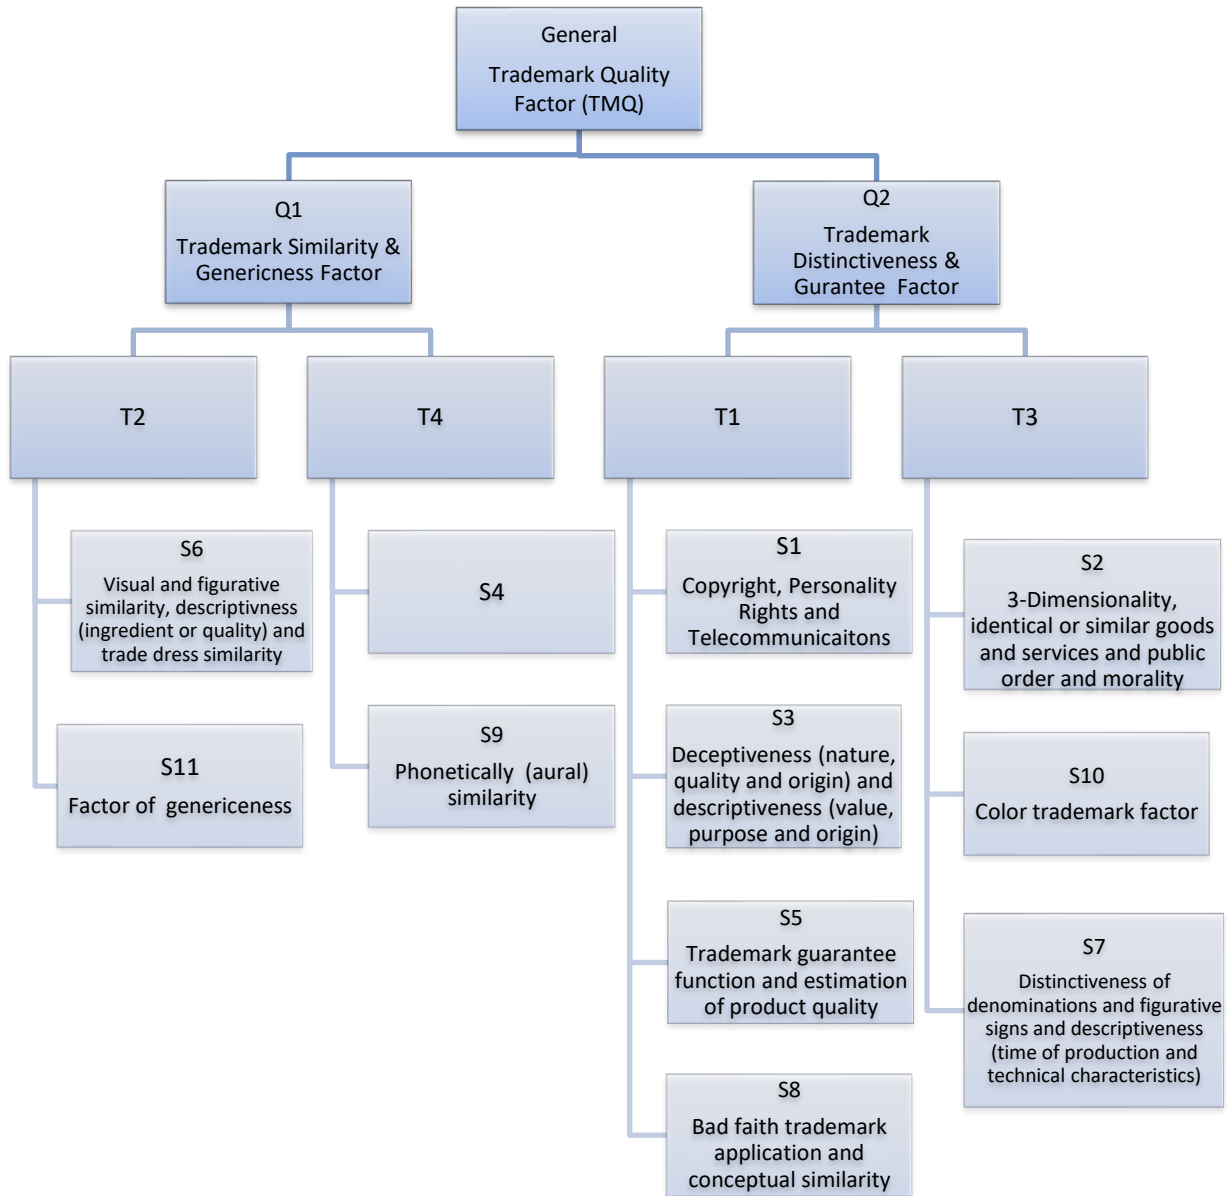 General
Trademark Quality
Factor (TMQ)
Q1
Trademark Similarity &
Genericness Factor
Q2
Trademark
Distinctiveness &
Gurantee Factor
T2
T4
T1
T3
S6
Visual and figurative
similarity, descriptivness
(ingredient or quality) and
trade dress similarity
S11
Factor of genericeness
S4
S9
Phonetically (aural)
similarity
S1
Copyright, Personality
Rights and
Telecommunicaitons
S3
Deceptiveness (nature,
quality and origin) and
descriptiveness (value,
purpose and origin)
S5
Trademark guarantee
function and estimation
of product quality
S8
Bad faith trademark
application and
conceptual similarity
S2
3-Dimensionality,
identical or similar goods
and services and public
order and morality
S10
Color trademark factor
S7
Distinctiveness of
denominations and figurative
signs and descriptiveness
(time of production and
technical characteristics)